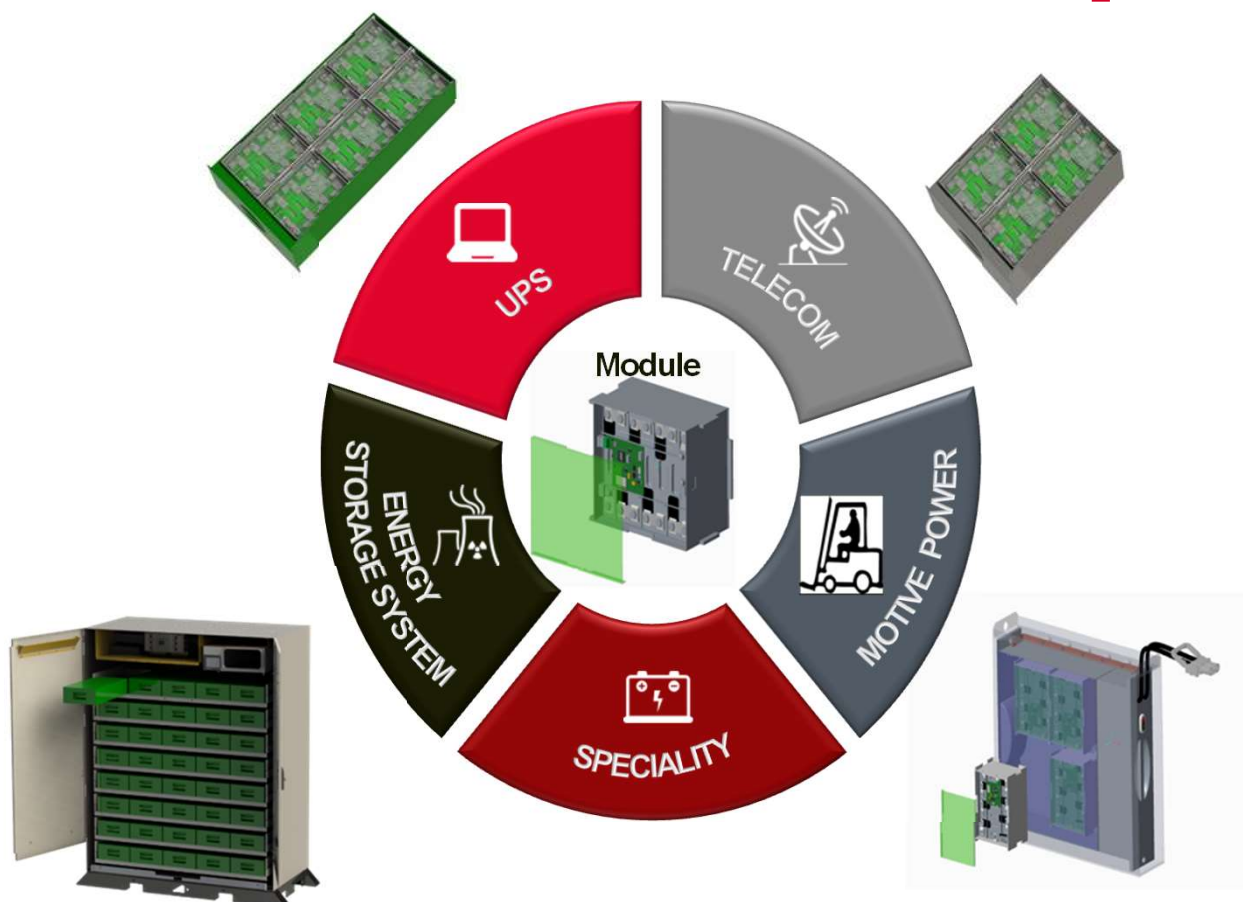 UPS
TELECOM
Module
ENERGY
STORAGE SYSTEM
MOTIVE POWER
SPECIALITY